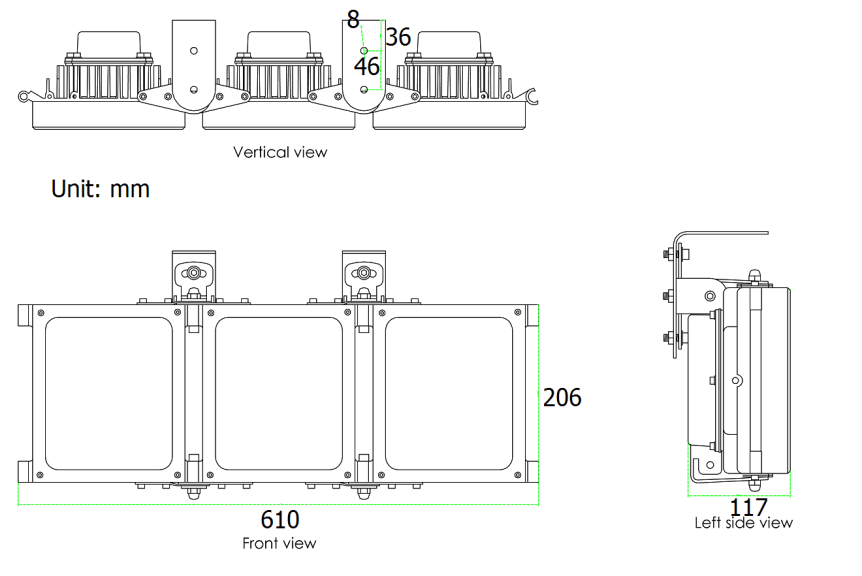 8
36
46
Vertical view
Unit: mm
206
610
Front view
117
Left side view